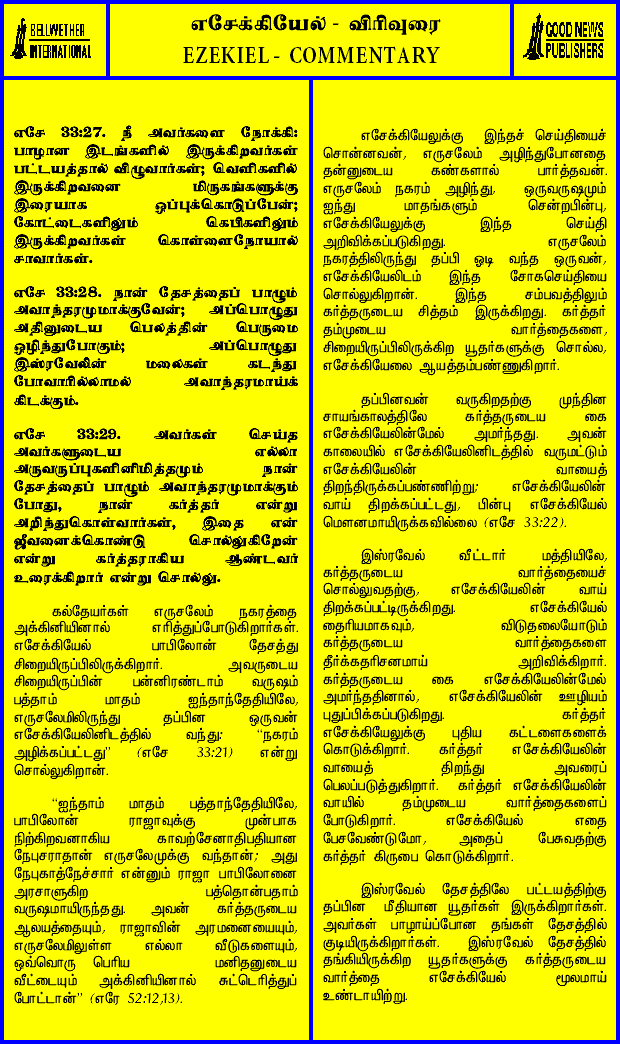 BELLWETHER
INTERNATIONAL
எசேக்கியேல் - விரிவுரை
EZEKIEL - COMMENTARY
GOOD NEWS
PUBLISHERS
எசே 33:27. நீ அவர்களை நோக்கி:
பாழான இடங்களில் இருக்கிறவர்கள்
பட்டயத்தால் விழுவார்கள்; வெளிகளில்
இருக்கிறவனை மிருகங்களுக்கு
இரையாக ஒப்புக்கொடுப்பேன்;
கோட்டைகளிலும் கெபிகளிலும்
இருக்கிறவர்கள் கொள்ளைநோயால்
சாவார்கள்.
எசே 33:28. நான் தேசத்தைப் பாழும்
அவாந்தரமுமாக்குவேன்; அப்பொழுது
அதினுடைய பெலத்தின் பெருமை
ஒழிந்துபோகும்; அப்பொழுது
இஸ்ரவேலின் மலைகள் கடந்து
போவாரில்லாமல் அவாந்தரமாய்க்
கிடக்கும்.
எசே 33:29. அவர்கள் செய்த
அவர்களுடைய எல்லா
அருவருப்புகளினிமித்தமும் நான்
தேசத்தைப் பாழும் அவாந்தரமுமாக்கும்
போது, நான் கர்த்தர் என்று
அறிந்துகொள்வார்கள், இதை என்
ஜீவனைக்கொண்டு சொல்லுகிறேன்
என்று கர்த்தராகிய ஆண்டவர்
உரைக்கிறார் என்று சொல்லு.
கல்தேயர்கள் எருசலேம் நகரத்தை
அக்கினியினால் எரித்துப்போடுகிறார்கள்.
எசேக்கியேல் பாபிலோன் தேசத்து
சிறையிருப்பிலிருக்கிறார். அவருடைய
சிறையிருப்பின் பன்னிரண்டாம் வருஷம்
பத்தாம் மாதம் ஐந்தாந்தேதியிலே,
எருசலேமிலிருந்து தப்பின ஒருவன்
எசேக்கியேலினிடத்தில் வந்து: "நகரம்
அழிக்கப்பட்டது" (எசே 33:21) என்று
சொல்லுகிறான்.
"ஐந்தாம் மாதம் பத்தாந்தேதியிலே,
பாபிலோன் ராஜாவுக்கு முன்பாக
நிற்கிறவனாகிய காவற்சேனாதிபதியான
நேபுசராதான் எருசலேமுக்கு வந்தான்; அது
நேபுகாத்நேச்சார் என்னும் ராஜா பாபிலோனை
அரசாளுகிற பத்தொன்பதாம்
வருஷமாயிருந்தது. அவன் கர்த்தருடைய
ஆலயத்தையும், ராஜாவின் அரமனையையும்,
எருசலேமிலுள்ள எல்லா வீடுகளையும்,
ஒவ்வொரு பெரிய மனிதனுடைய
வீட்டையும் அக்கினியினால் சுட்டெரித்துப்
போட்டான்" (எரே 52:12,13).
எசேக்கியேலுக்கு இந்தச் செய்தியைச்
சொன்னவன், எருசலேம் அழிந்துபோனதை
தன்னுடைய கண்களால் பார்த்தவன்.
எருசலேம் நகரம் அழிந்து, ஒருவருஷமும்
ஐந்து மாதங்களும் சென்றபின்பு,
எசேக்கியேலுக்கு இந்த செய்தி
அறிவிக்கப்படுகிறது. எருசலேம்
நகரத்திலிருந்து தப்பி ஓடி வந்த ஒருவன்,
எசேக்கியேலிடம் இந்த சோகசெய்தியை
சொல்லுகிறான். இந்த சம்பவத்திலும்
கர்த்தருடைய சித்தம் இருக்கிறது. கர்த்தர்
தம்முடைய வார்த்தைகளை,
சிறையிருப்பிலிருக்கிற யூதர்களுக்கு சொல்ல,
எசேக்கியேலை ஆயத்தம்பண்ணுகிறார்.
தப்பினவன் வருகிறதற்கு முந்தின
சாயங்காலத்திலே கர்த்தருடைய கை
எசேக்கியேலின்மேல் அமர்ந்தது. அவன்
காலையில் எசேக்கியேலினிடத்தில் வருமட்டும்
எசேக்கியேலின் வாயைத்
திறந்திருக்கப்பண்ணிற்று; எசேக்கியேலின்
வாய் திறக்கப்பட்டது, பின்பு எசேக்கியேல்
மௌனமாயிருக்கவில்லை (எசே 33:22).
இஸ்ரவேல் வீட்டார் மத்தியிலே,
கர்த்தருடைய வார்த்தையைச்
சொல்லுவதற்கு, எசேக்கியேலின் வாய்
திறக்கப்பட்டிருக்கிறது. எசேக்கியேல்
தைரியமாகவும், விடுதலையோடும்
கர்த்தருடைய வார்த்தைகளை
தீர்க்கதரிசனமாய் அறிவிக்கிறார்.
கர்த்தருடைய கை எசேக்கியேலின்மேல்
அமர்ந்ததினால், எசேக்கியேலின் ஊழியம்
புதுப்பிக்கப்படுகிறது. கர்த்தர்
எசேக்கியேலுக்கு புதிய கட்டளைகளைக்
கொடுக்கிறார். கர்த்தர் எசேக்கியேலின்
வாயைத் திறந்து அவரைப்
பெலப்படுத்துகிறார். கர்த்தர் எசேக்கியேலின்
வாயில் தம்முடைய வார்த்தைகளைப்
போடுகிறார். எசேக்கியேல் எதை
பேசவேண்டுமோ, அதைப் பேசுவதற்கு
கர்த்தர் கிருபை கொடுக்கிறார்.
இஸ்ரவேல் தேசத்திலே பட்டயத்திற்கு
தப்பின மீதியான யூதர்கள் இருக்கிறார்கள்.
அவர்கள் பாழாய்ப்போன தங்கள் தேசத்தில்
குடியிருக்கிறார்கள். இஸ்ரவேல் தேசத்தில்
தங்கியிருக்கிற யூதர்களுக்கு கர்த்தருடைய
வார்த்தை எசேக்கியேல் மூலமாய்
உண்டாயிற்று.